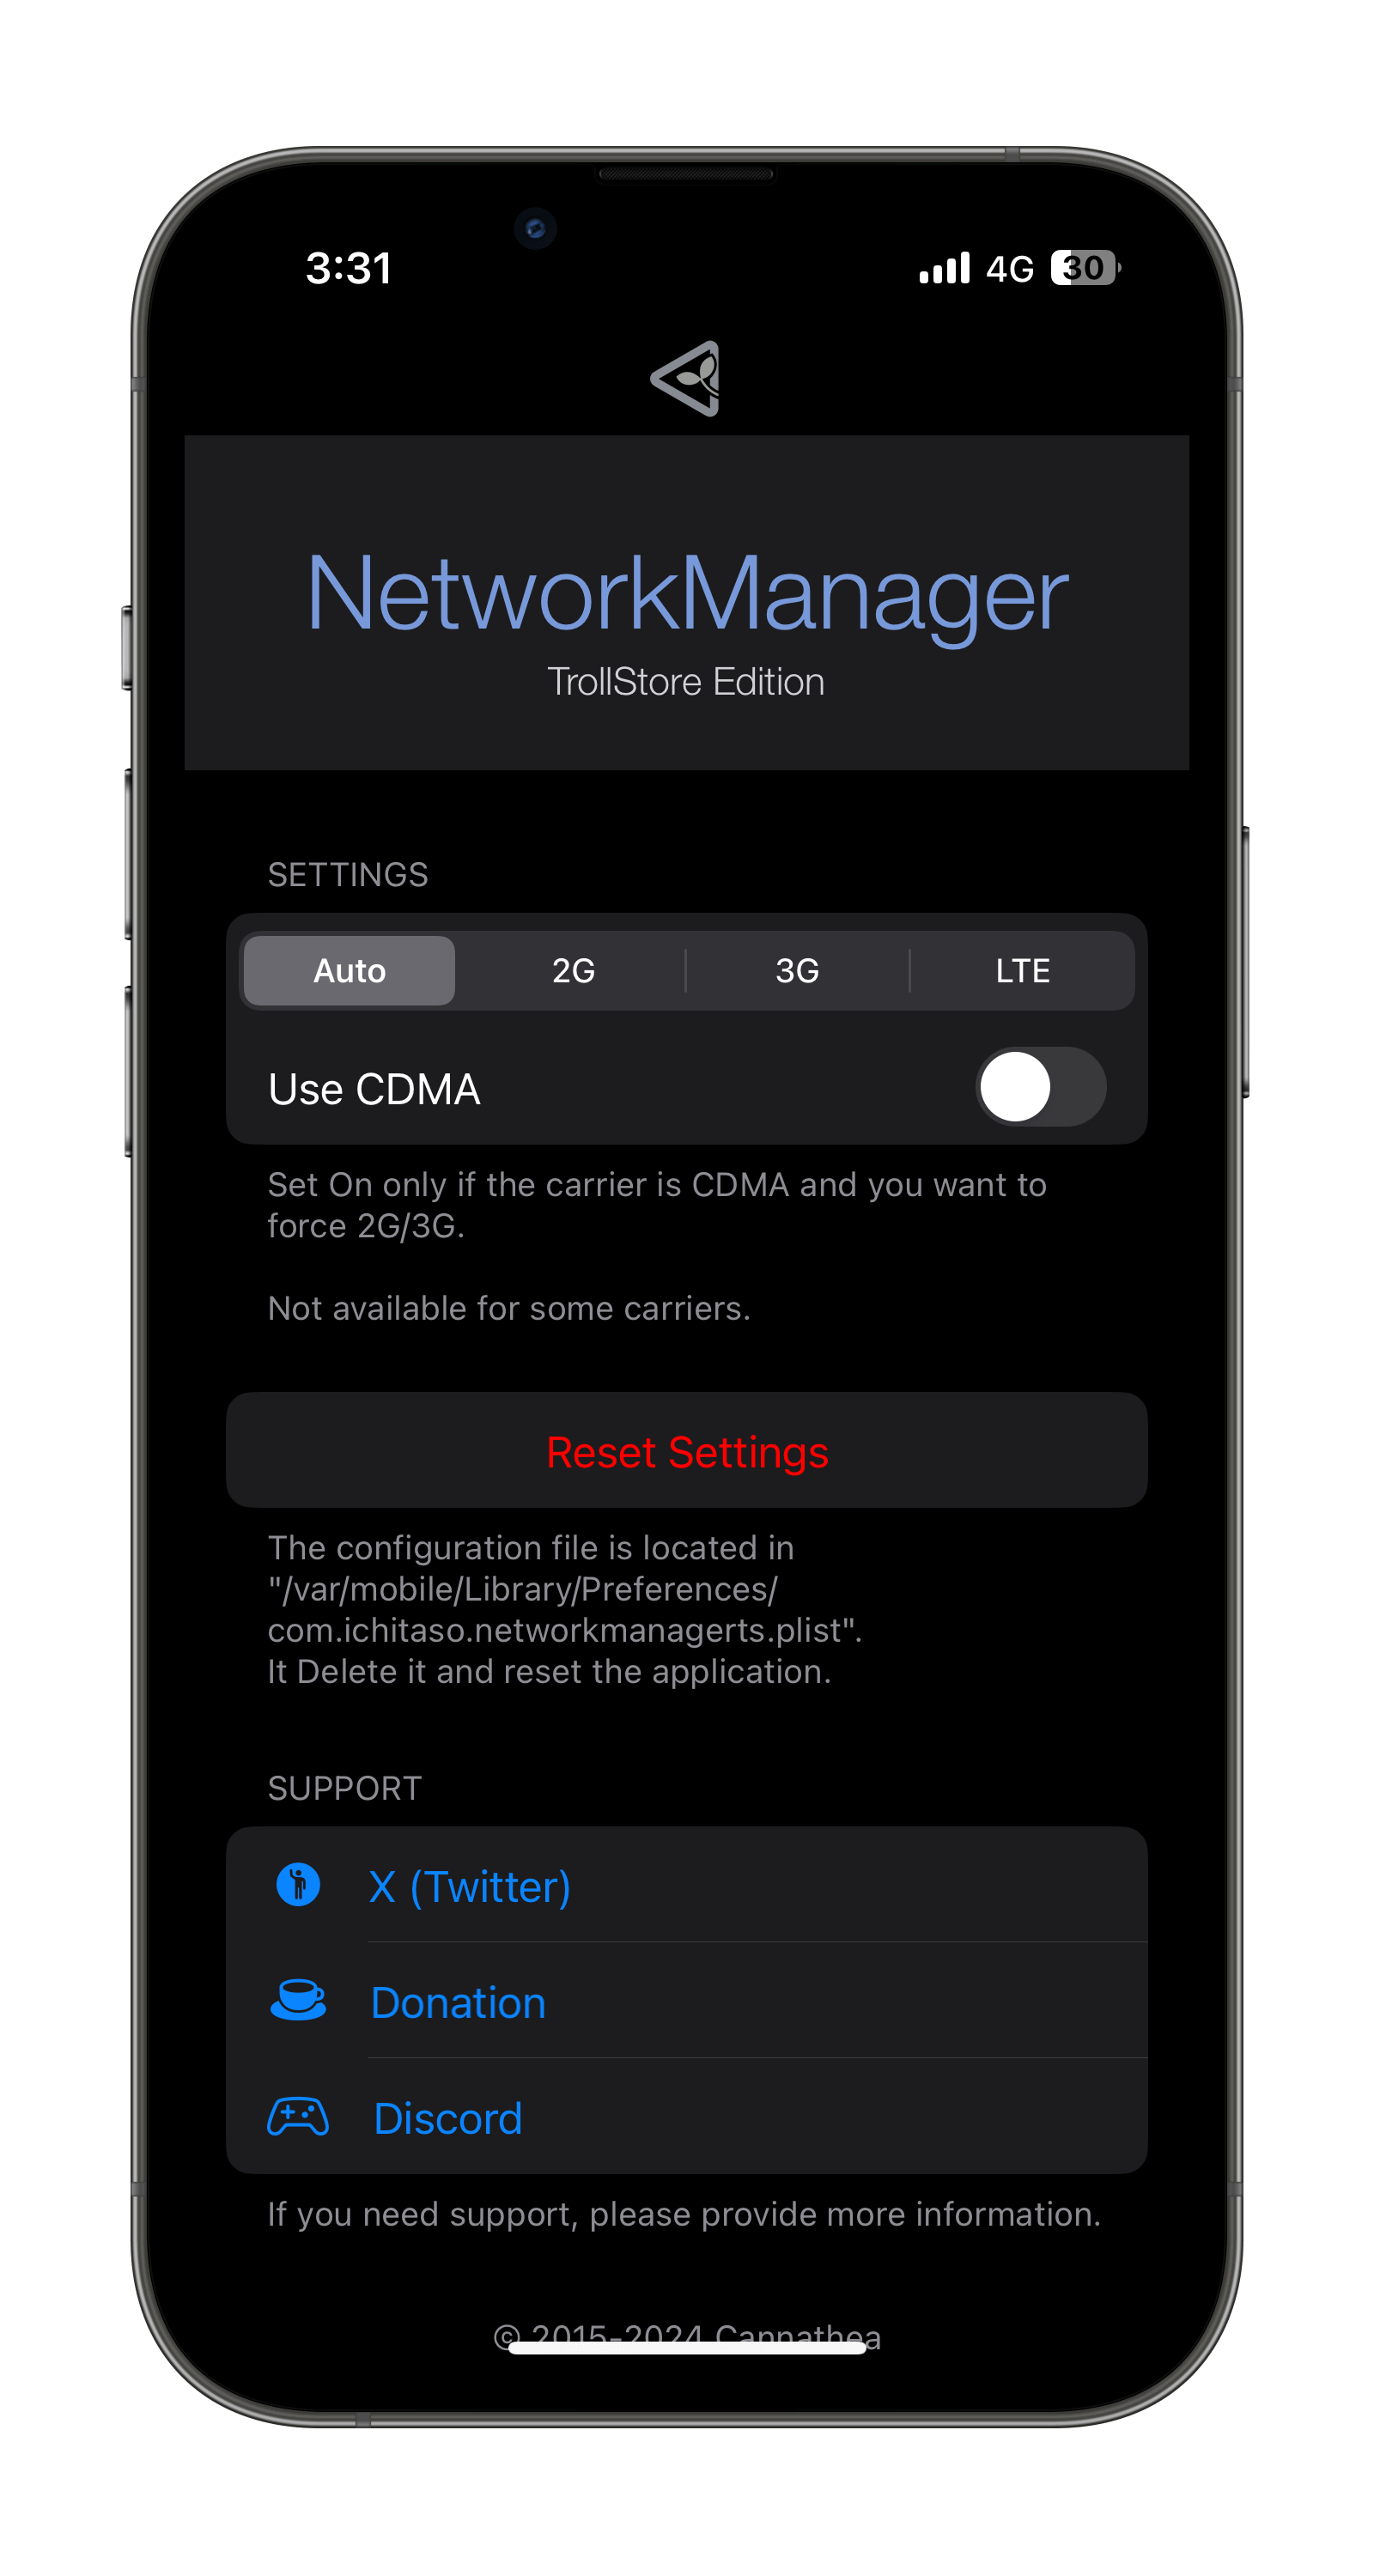 3:31
4G 30
NetworkManager
TrollStore Edition
SETTINGS
Auto 2G 3G LTE
Use CDMA
Set On only if the carrier is CDMA and you want to
force 2G/3G.
Not available for some carriers.
Reset Settings
The configuration file is located in
"/var/mobile/Library/Preferences/
com.ichitaso.networkmanagerts.plist".
It Delete it and reset the application.
SUPPORT
X (Twitter)
Donation
Discord
If you need support, please provide more information.
© 2015-2024 Cannathea